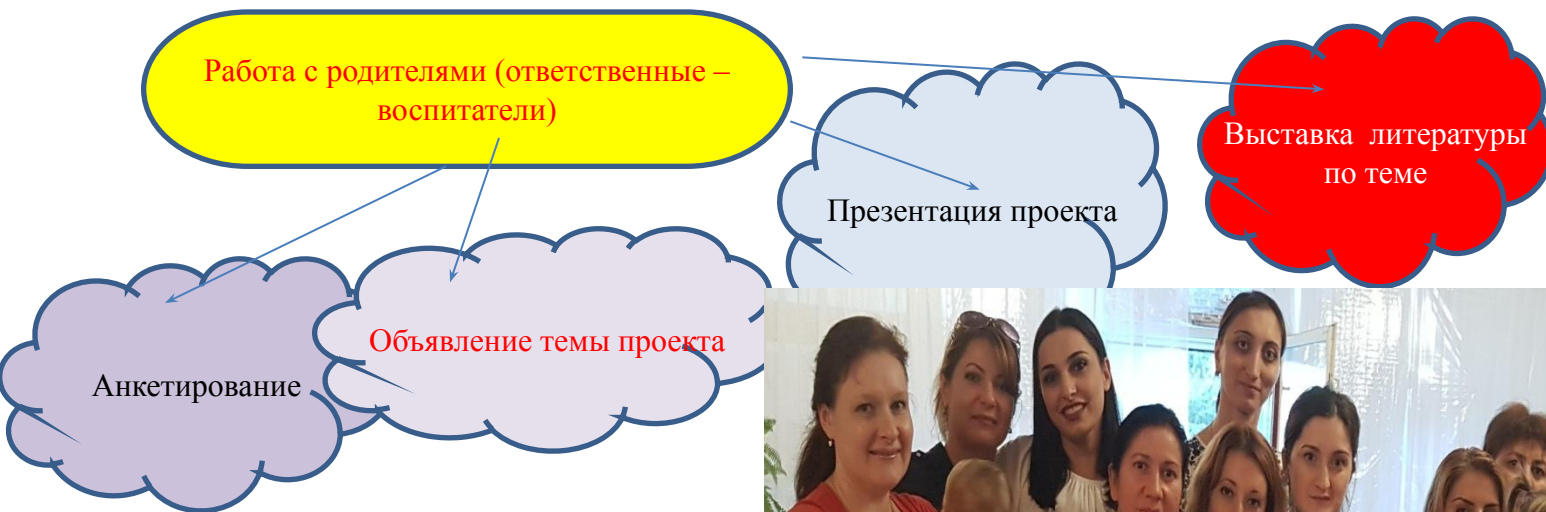 Работа с родителями (ответственные –
воспитатели)
Выставка  литературы
по теме
Презентация проекта
Объявление темы проекта
Анкетирование